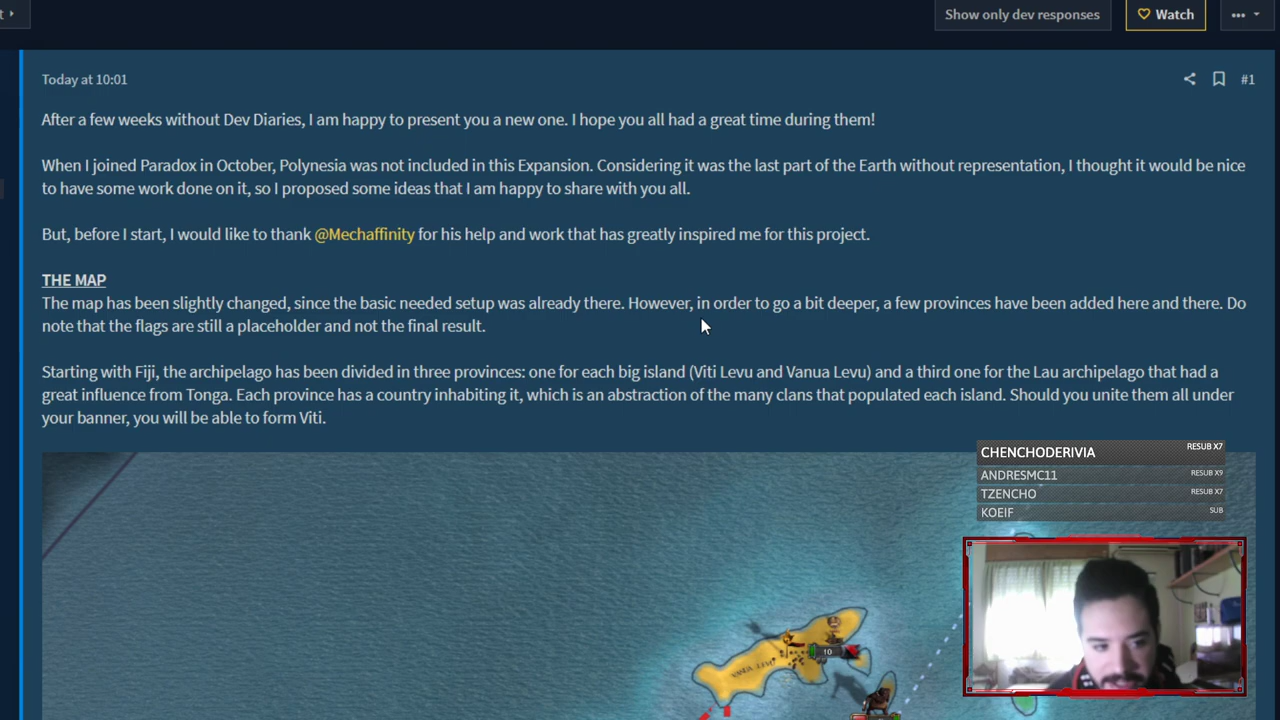 Show only dev responses
Watch
Today at 10:01
#1
After a few weeks without Dev Diaries, I am happy to present you a new one. I hope you all had a great time during them!
When I joined Paradox in October, Polynesia was not included in this Expansion. Considering it was the last part of the Earth without representation, I thought it would be nice
to have some work done on it, so I proposed some ideas that I am happy to share with you all.
But, before I start, I would like to thank @Mechaffinity for his help and work that has greatly inspired me for this project.
THE MAP
The map has been slightly changed, since the basic needed setup was already there. However, in order to go a bit deeper, a few provinces have been added here and there. Do
note that the flags are still a placeholder and not the final result.
Starting with Fiji, the archipelago has been divided in three provinces: one for each big island (Viti Levu and Vanua Levu) and a third one for the Lau archipelago that had a
great influence from Tonga. Each province has a country inhabiting it, which is an abstraction of the many clans that populated each island. Should you unite them all under
your banner, you will be able to form Viti.
CHENCHODERIVIA RESUB X7
ANDRESMC11 RESUB X9
TZENCHO RESUB X7
KOEIF SUB
10
VANUA LEVU